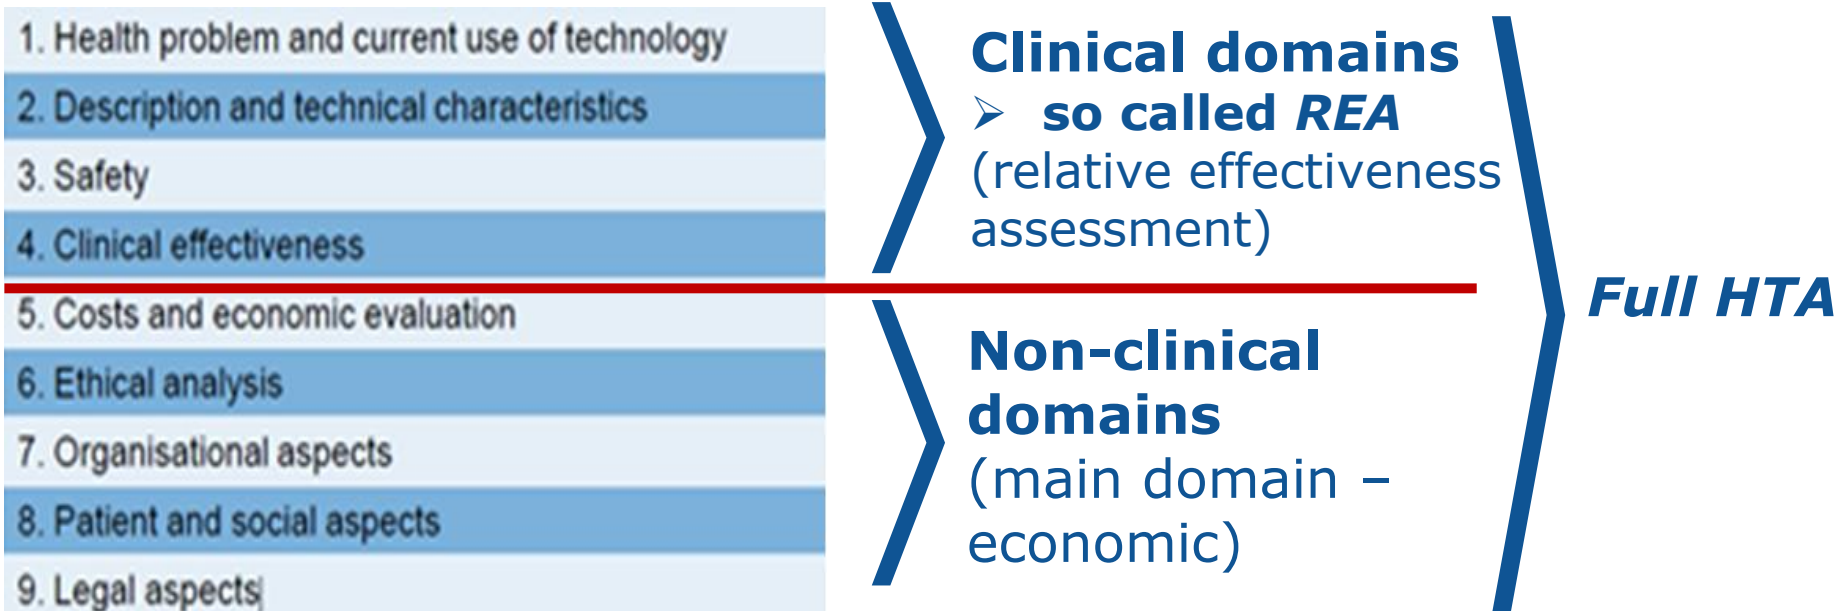 1. Health problem and current use of technology
2. Description and technical characteristics
3. Safety
4. Clinical effectiveness
5. Costs and economic evaluation
6. Ethical analysis
7. Organisational aspects
8. Patient and social aspects
9. Legal aspects
Clinical domains
➢ so called REA
(relative effectiveness
assessment)
Non-clinical
domains
(main domain –
economic)
Full HTA